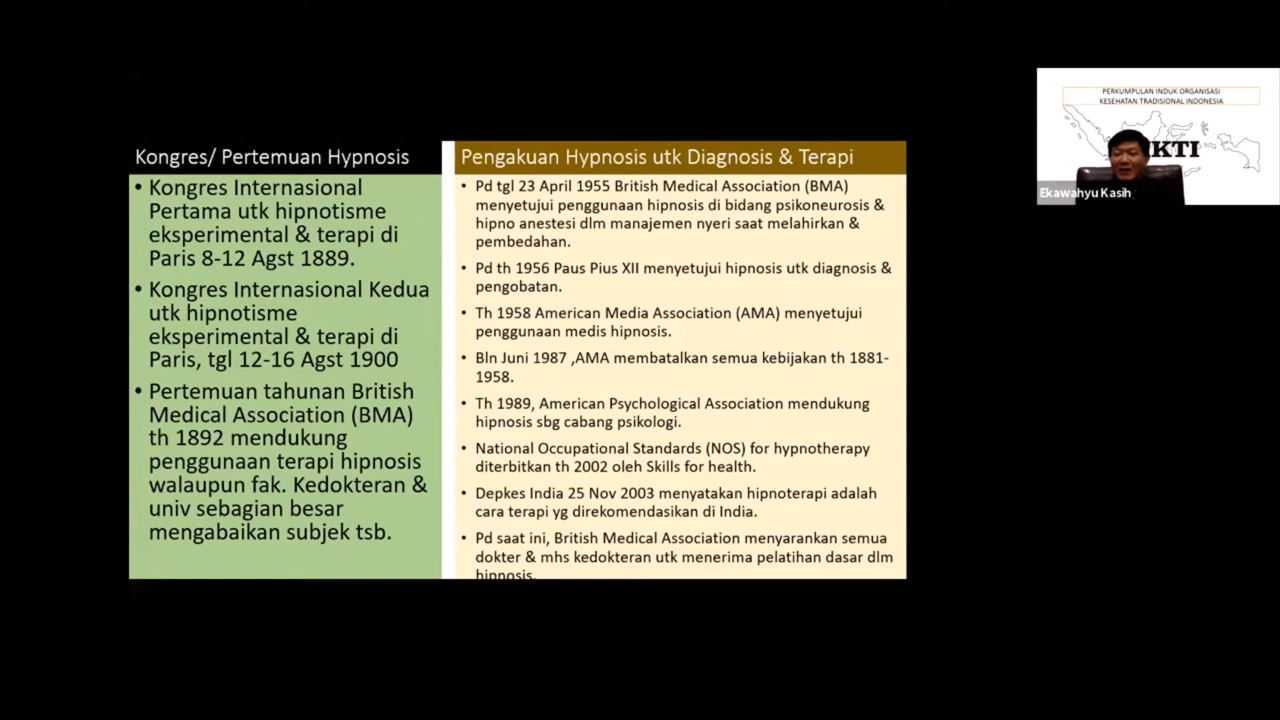 Kongres/ Pertemuan Hypnosis
• Kongres Internasional
Pertama utk hipnotisme
eksperimental & terapi di
Paris 8-12 Agst 1889.
• Kongres Internasional Kedua
utk hipnotisme
eksperimental & terapi di
Paris, tgl 12-16 Agst 1900
• Pertemuan tahunan British
Medical Association (BMA)
th 1892 mendukung
penggunaan terapi hipnosis
walaupun fak. Kedokteran &
univ sebagian besar
mengabaikan subjek tsb.
Pengakuan Hypnosis utk Diagnosis & Terapi
• Pd tgl 23 April 1955 British Medical Association (BMA)
menyetujui penggunaan hipnosis di bidang psikoneurosis &
hipno anestesi dlm manajemen nyeri saat melahirkan &
pembedahan.
• Pd th 1956 Paus Pius XII menyetujui hipnosis utk diagnosis &
pengobatan.
• Th 1958 American Media Association (AMA) menyetujui
penggunaan medis hipnosis.
• Bln Juni 1987 ,AMA membatalkan semua kebijakan th 1881-
1958.
• Th 1989, American Psychological Association mendukung
hipnosis sbg cabang psikologi.
• National Occupational Standards (NOS) for hypnotherapy
diterbitkan th 2002 oleh Skills for health.
• Depkes India 25 Nov 2003 menyatakan hipnoterapi adalah
cara terapi yg direkomendasikan di India.
• Pd saat ini, British Medical Association menyarankan semua
dokter & mhs kedokteran utk menerima pelatihan dasar dlm
hipnosis.
PERKUMPULAN INDUK ORGANISASI
KESEHATAN TRADISIONAL INDONESIA
KTI
Ekawahyu Kasih